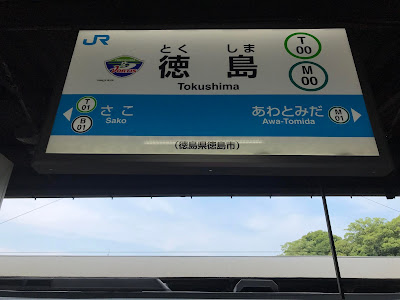 JR
とく しま
徳島
Tokushima
T
00
M
00
T
01
B
01
さこ
Sako
あわとみだ
Awa-Tomida
M
01
(徳島県徳島市)